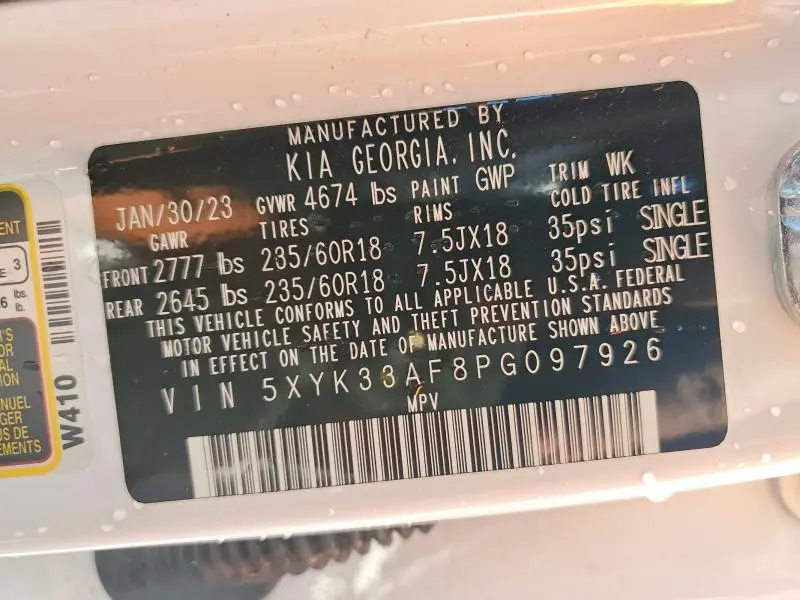 MANUFACTURED BY
KIA GEORGIA, INC.
JAN/30/23 GVWR 4674 lbs PAINT GWP TRIM WK
GAWR TIRES RIMS COLD TIRE INFL
FRONT 2777 lbs 235/60R18 7.5JX18 35psi SINGLE
REAR 2645 lbs 235/60R18 7.5JX18 35psi SINGLE
THIS VEHICLE CONFORMS TO ALL APPLICABLE U.S.A. FEDERAL
MOTOR VEHICLE SAFETY AND THEFT PREVENTION STANDARDS
IN EFFECT ON THE DATE OF MANUFACTURE SHOWN ABOVE
VIN 5XYK33AF8PG097926
MPV
W410
3
lbs.
lb.